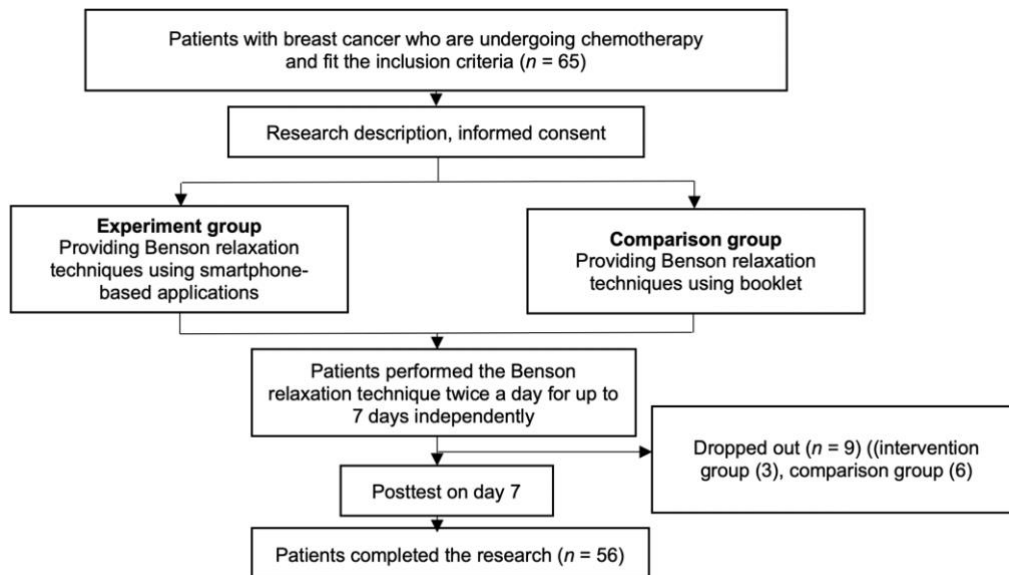 Patients with breast cancer who are undergoing chemotherapy
and fit the inclusion criteria (n = 65)
Research description, informed consent
Experiment group
Providing Benson relaxation
techniques using smartphone-
based applications
Comparison group
Providing Benson relaxation
techniques using booklet
Patients performed the Benson
relaxation technique twice a day for up to
7 days independently
Dropped out (n = 9) ((intervention
group (3), comparison group (6)
Posttest on day 7
Patients completed the research (n = 56)